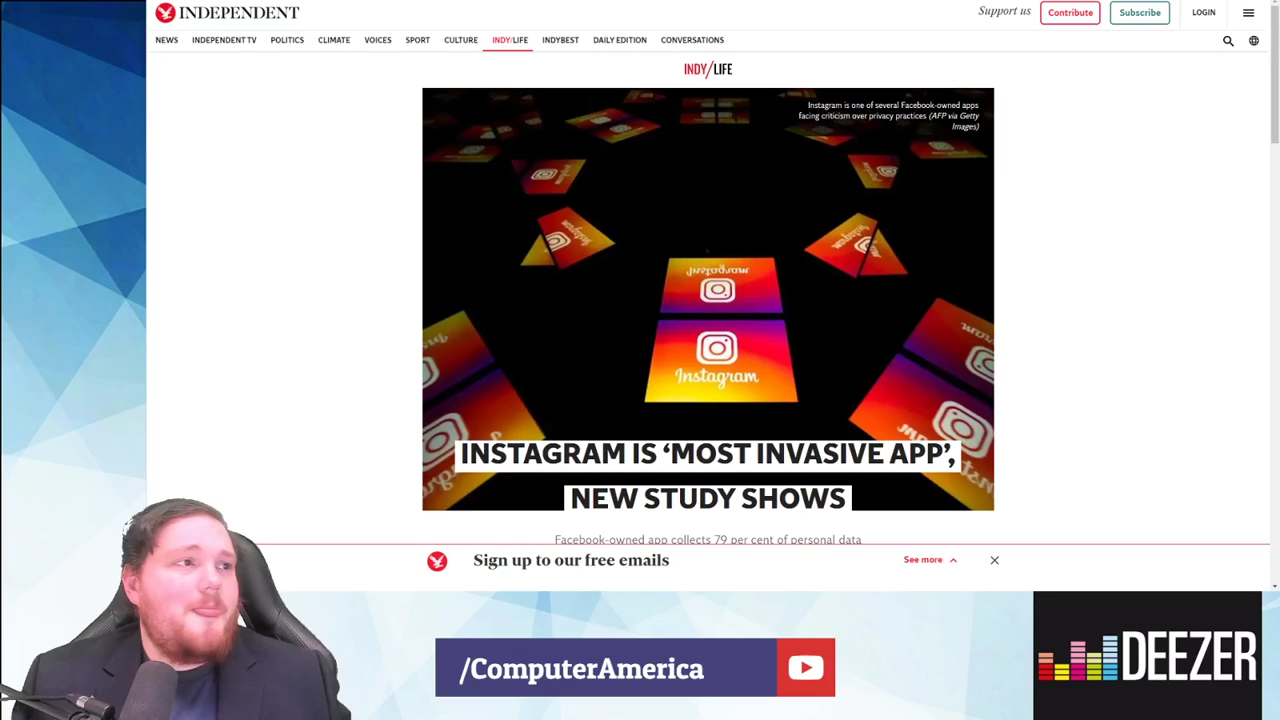 INDEPENDENT
Support us
Contribute
Subscribe
LOGIN
NEWS INDEPENDENT TV POLITICS CLIMATE VOICES SPORT CULTURE INDY/LIFE INDYBEST DAILY EDITION CONVERSATIONS
INDY/LIFE
Instagram is one of several Facebook-owned apps
facing criticism over privacy practices (AFP via Getty
Images)
Instagram
Instagram
INSTAGRAM IS ‘MOST INVASIVE APP’,
NEW STUDY SHOWS
Facebook-owned app collects 79 per cent of personal data
Sign up to our free emails
See more
/ComputerAmerica
DEEZER